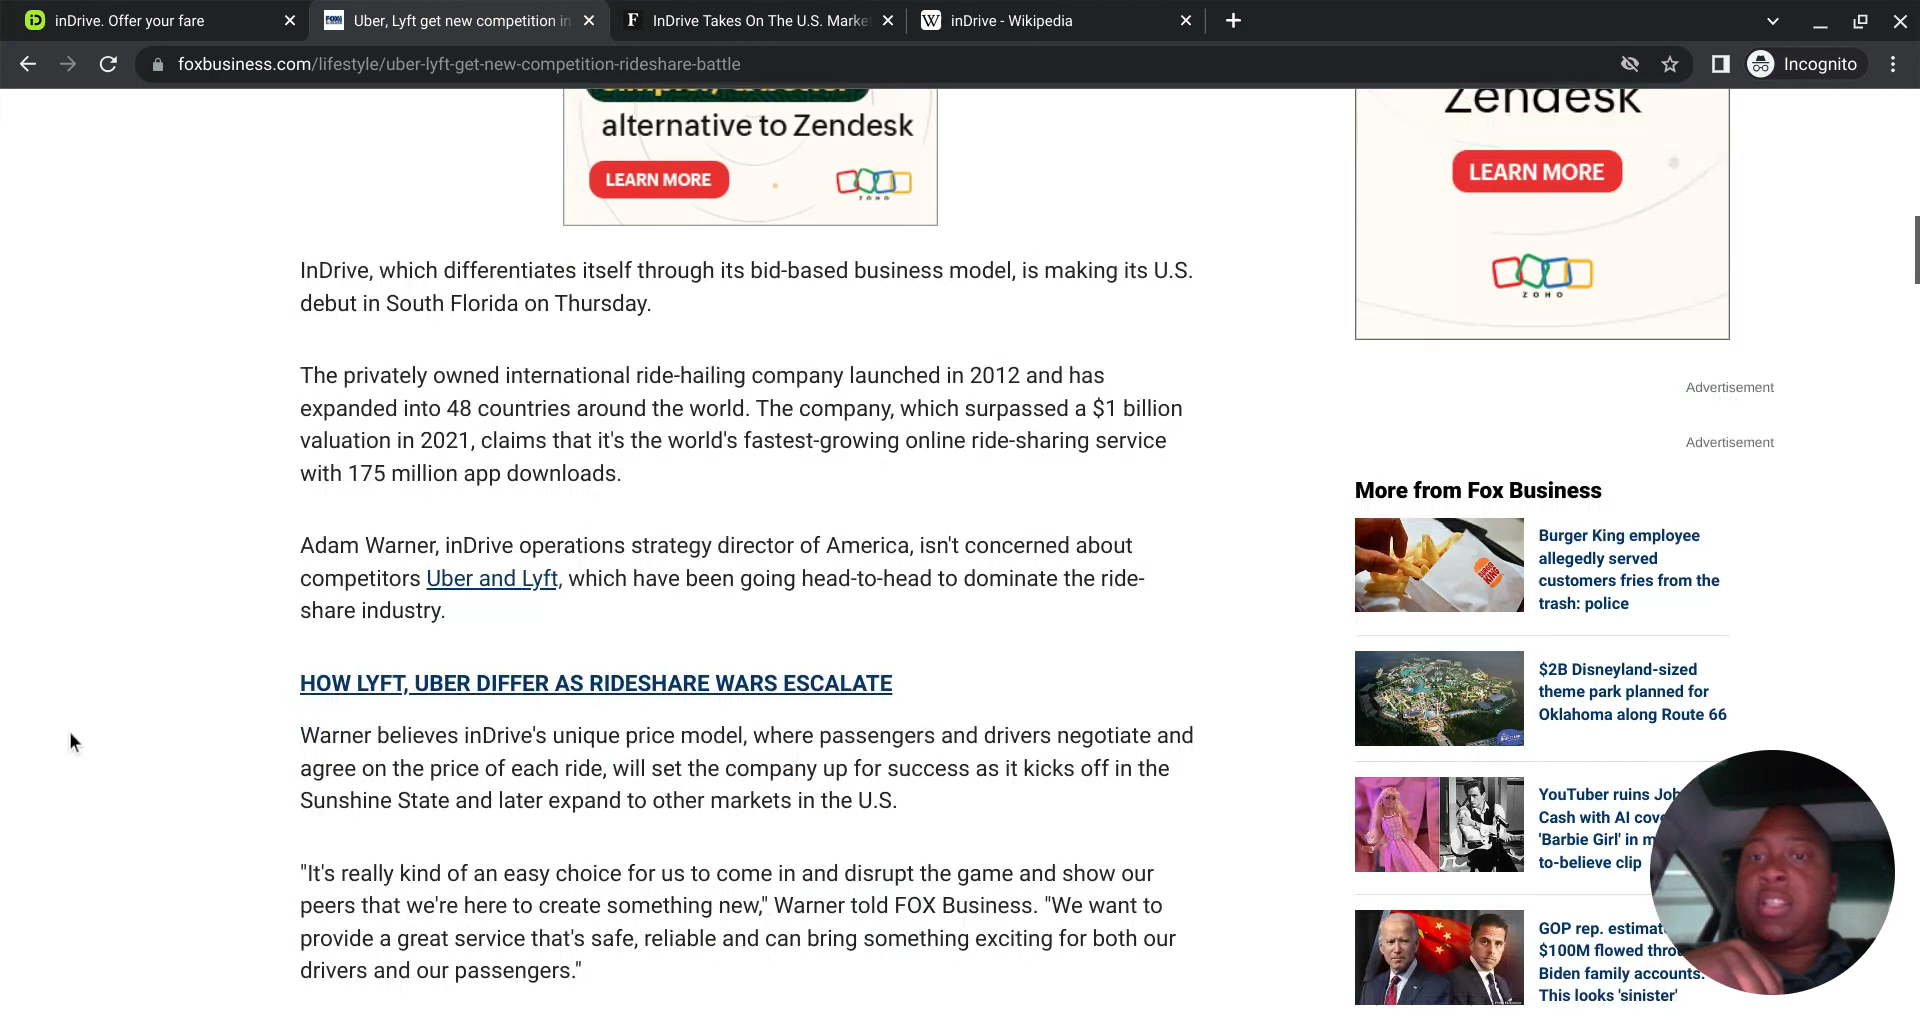 inDrive. Offer your fare
Uber, Lyft get new competition in
InDrive Takes On The U.S. Marke
inDrive - Wikipedia
foxbusiness.com/lifestyle/uber-lyft-get-new-competition-rideshare-battle
Incognito
alternative to Zendesk
LEARN MORE
ZOHO
Zendesk
LEARN MORE
ZOHO
InDrive, which differentiates itself through its bid-based business model, is making its U.S.
debut in South Florida on Thursday.
The privately owned international ride-hailing company launched in 2012 and has
expanded into 48 countries around the world. The company, which surpassed a $1 billion
valuation in 2021, claims that it's the world's fastest-growing online ride-sharing service
with 175 million app downloads.
Adam Warner, inDrive operations strategy director of America, isn't concerned about
competitors Uber and Lyft, which have been going head-to-head to dominate the ride-
share industry.
HOW LYFT, UBER DIFFER AS RIDESHARE WARS ESCALATE
Warner believes inDrive's unique price model, where passengers and drivers negotiate and
agree on the price of each ride, will set the company up for success as it kicks off in the
Sunshine State and later expand to other markets in the U.S.
"It's really kind of an easy choice for us to come in and disrupt the game and show our
peers that we're here to create something new," Warner told FOX Business. "We want to
provide a great service that's safe, reliable and can bring something exciting for both our
drivers and our passengers."
Advertisement
Advertisement
More from Fox Business
Burger King employee
allegedly served
customers fries from the
trash: police
$2B Disneyland-sized
theme park planned for
Oklahoma along Route 66
YouTuber ruins Joh
Cash with AI cov
'Barbie Girl' in
to-believe clip
GOP rep. estimat
$100M flowed thro
Biden family accounts.
This looks 'sinister'